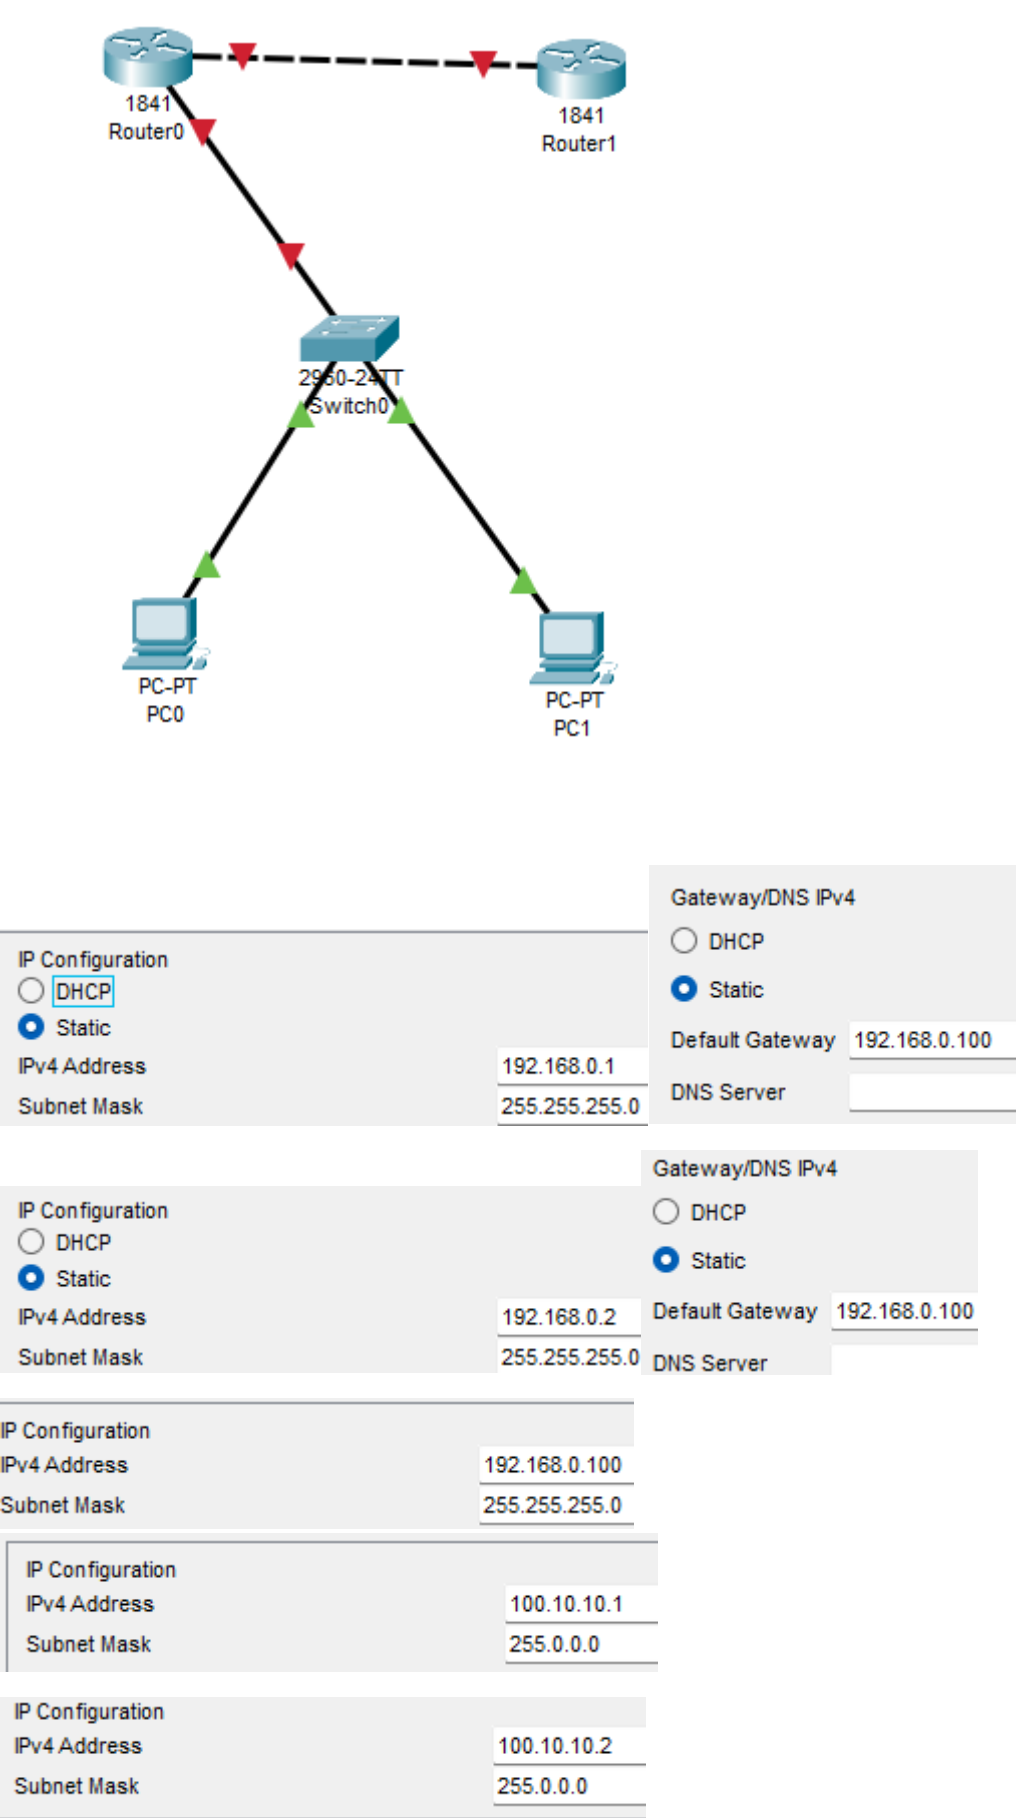 1841
Router0
1841
Router1
2960-24TT
Switch0
PC-PT
PC0
PC-PT
PC1
IP Configuration
DHCP
Static
IPv4 Address 192.168.0.1
Subnet Mask 255.255.255.0
Gateway/DNS IPv4
DHCP
Static
Default Gateway 192.168.0.100
DNS Server
IP Configuration
DHCP
Static
IPv4 Address 192.168.0.2
Subnet Mask 255.255.255.0
Gateway/DNS IPv4
DHCP
Static
Default Gateway 192.168.0.100
DNS Server
IP Configuration
IPv4 Address 192.168.0.100
Subnet Mask 255.255.255.0
IP Configuration
IPv4 Address 100.10.10.1
Subnet Mask 255.0.0.0
IP Configuration
IPv4 Address 100.10.10.2
Subnet Mask 255.0.0.0